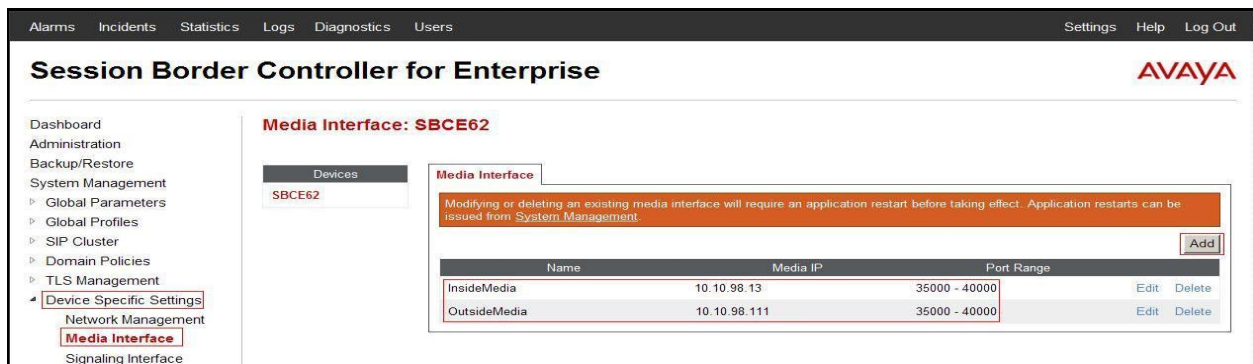 Alarms Incidents Statistics Logs Diagnostics Users Settings Help Log Out
Session Border Controller for Enterprise
AVAYA
Dashboard
Administration
Backup/Restore
System Management
Global Parameters
Global Profiles
SIP Cluster
Domain Policies
TLS Management
Device Specific Settings
Network Management
Media Interface
Signaling Interface
Media Interface: SBCE62
Devices
SBCE62
Media Interface
Modifying or deleting an existing media interface will require an application restart before taking effect. Application restarts can be
issued from System Management.
Add
Name Media IP Port Range
InsideMedia 10.10.98.13 35000 - 40000 Edit Delete
OutsideMedia 10.10.98.111 35000 - 40000 Edit Delete